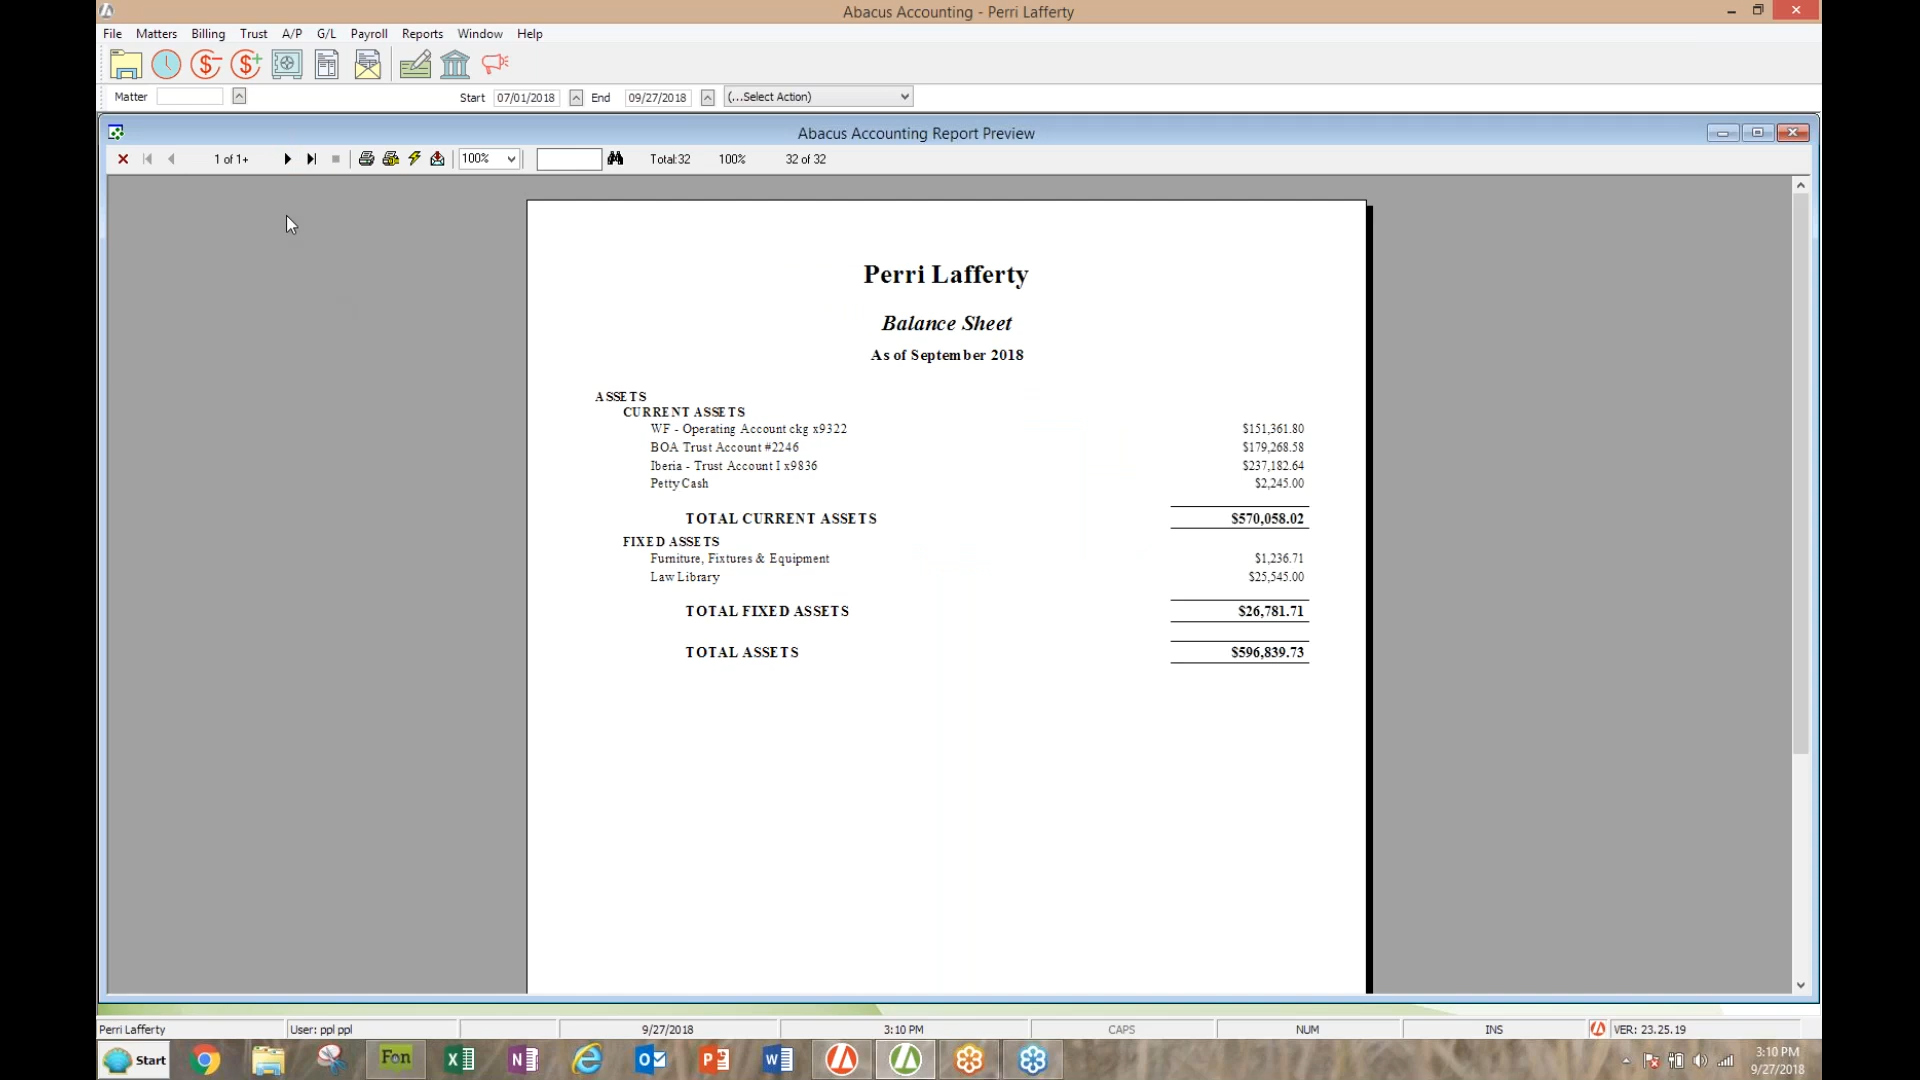 Abacus Accounting - Perri Lafferty
File Matters Billing Trust A/P G/L Payroll Reports Window Help
Matter Start 07/01/2018 End 09/27/2018 (...Select Action)
Abacus Accounting Report Preview
1 of 1+ 100% Total:32 100% 32 of 32
Perri Lafferty
Balance Sheet
As of September 2018
ASSETS
CURRENT ASSETS
WF - Operating Account ckg x9322 $151,361.80
BOA Trust Account #2246 $179,268.58
Iberia - Trust Account I x9836 $237,182.64
Petty Cash $2,245.00
TOTAL CURRENT ASSETS $570,058.02
FIXED ASSETS
Furniture, Fixtures & Equipment $1,236.71
Law Library $25,545.00
TOTAL FIXED ASSETS $26,781.71
TOTAL ASSETS $596,839.73
Perri Lafferty User: ppl ppl 9/27/2018 3:10 PM CAPS NUM INS VER: 23.25.19
Start Fon 3:10 PM
9/27/2018